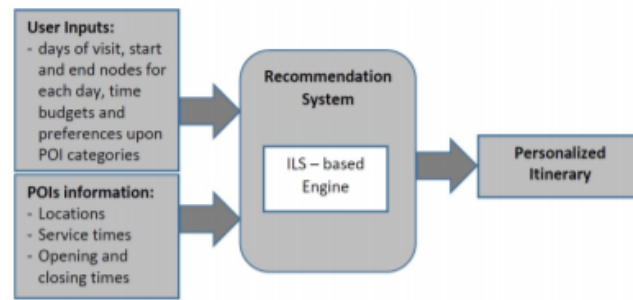 User Inputs:
- days of visit, start
and end nodes for
each day, time
budgets and
preferences upon
POI categories
POIs information:
- Locations
- Service times
- Opening and
closing times
Recommendation
System
ILS – based
Engine
Personalized
Itinerary